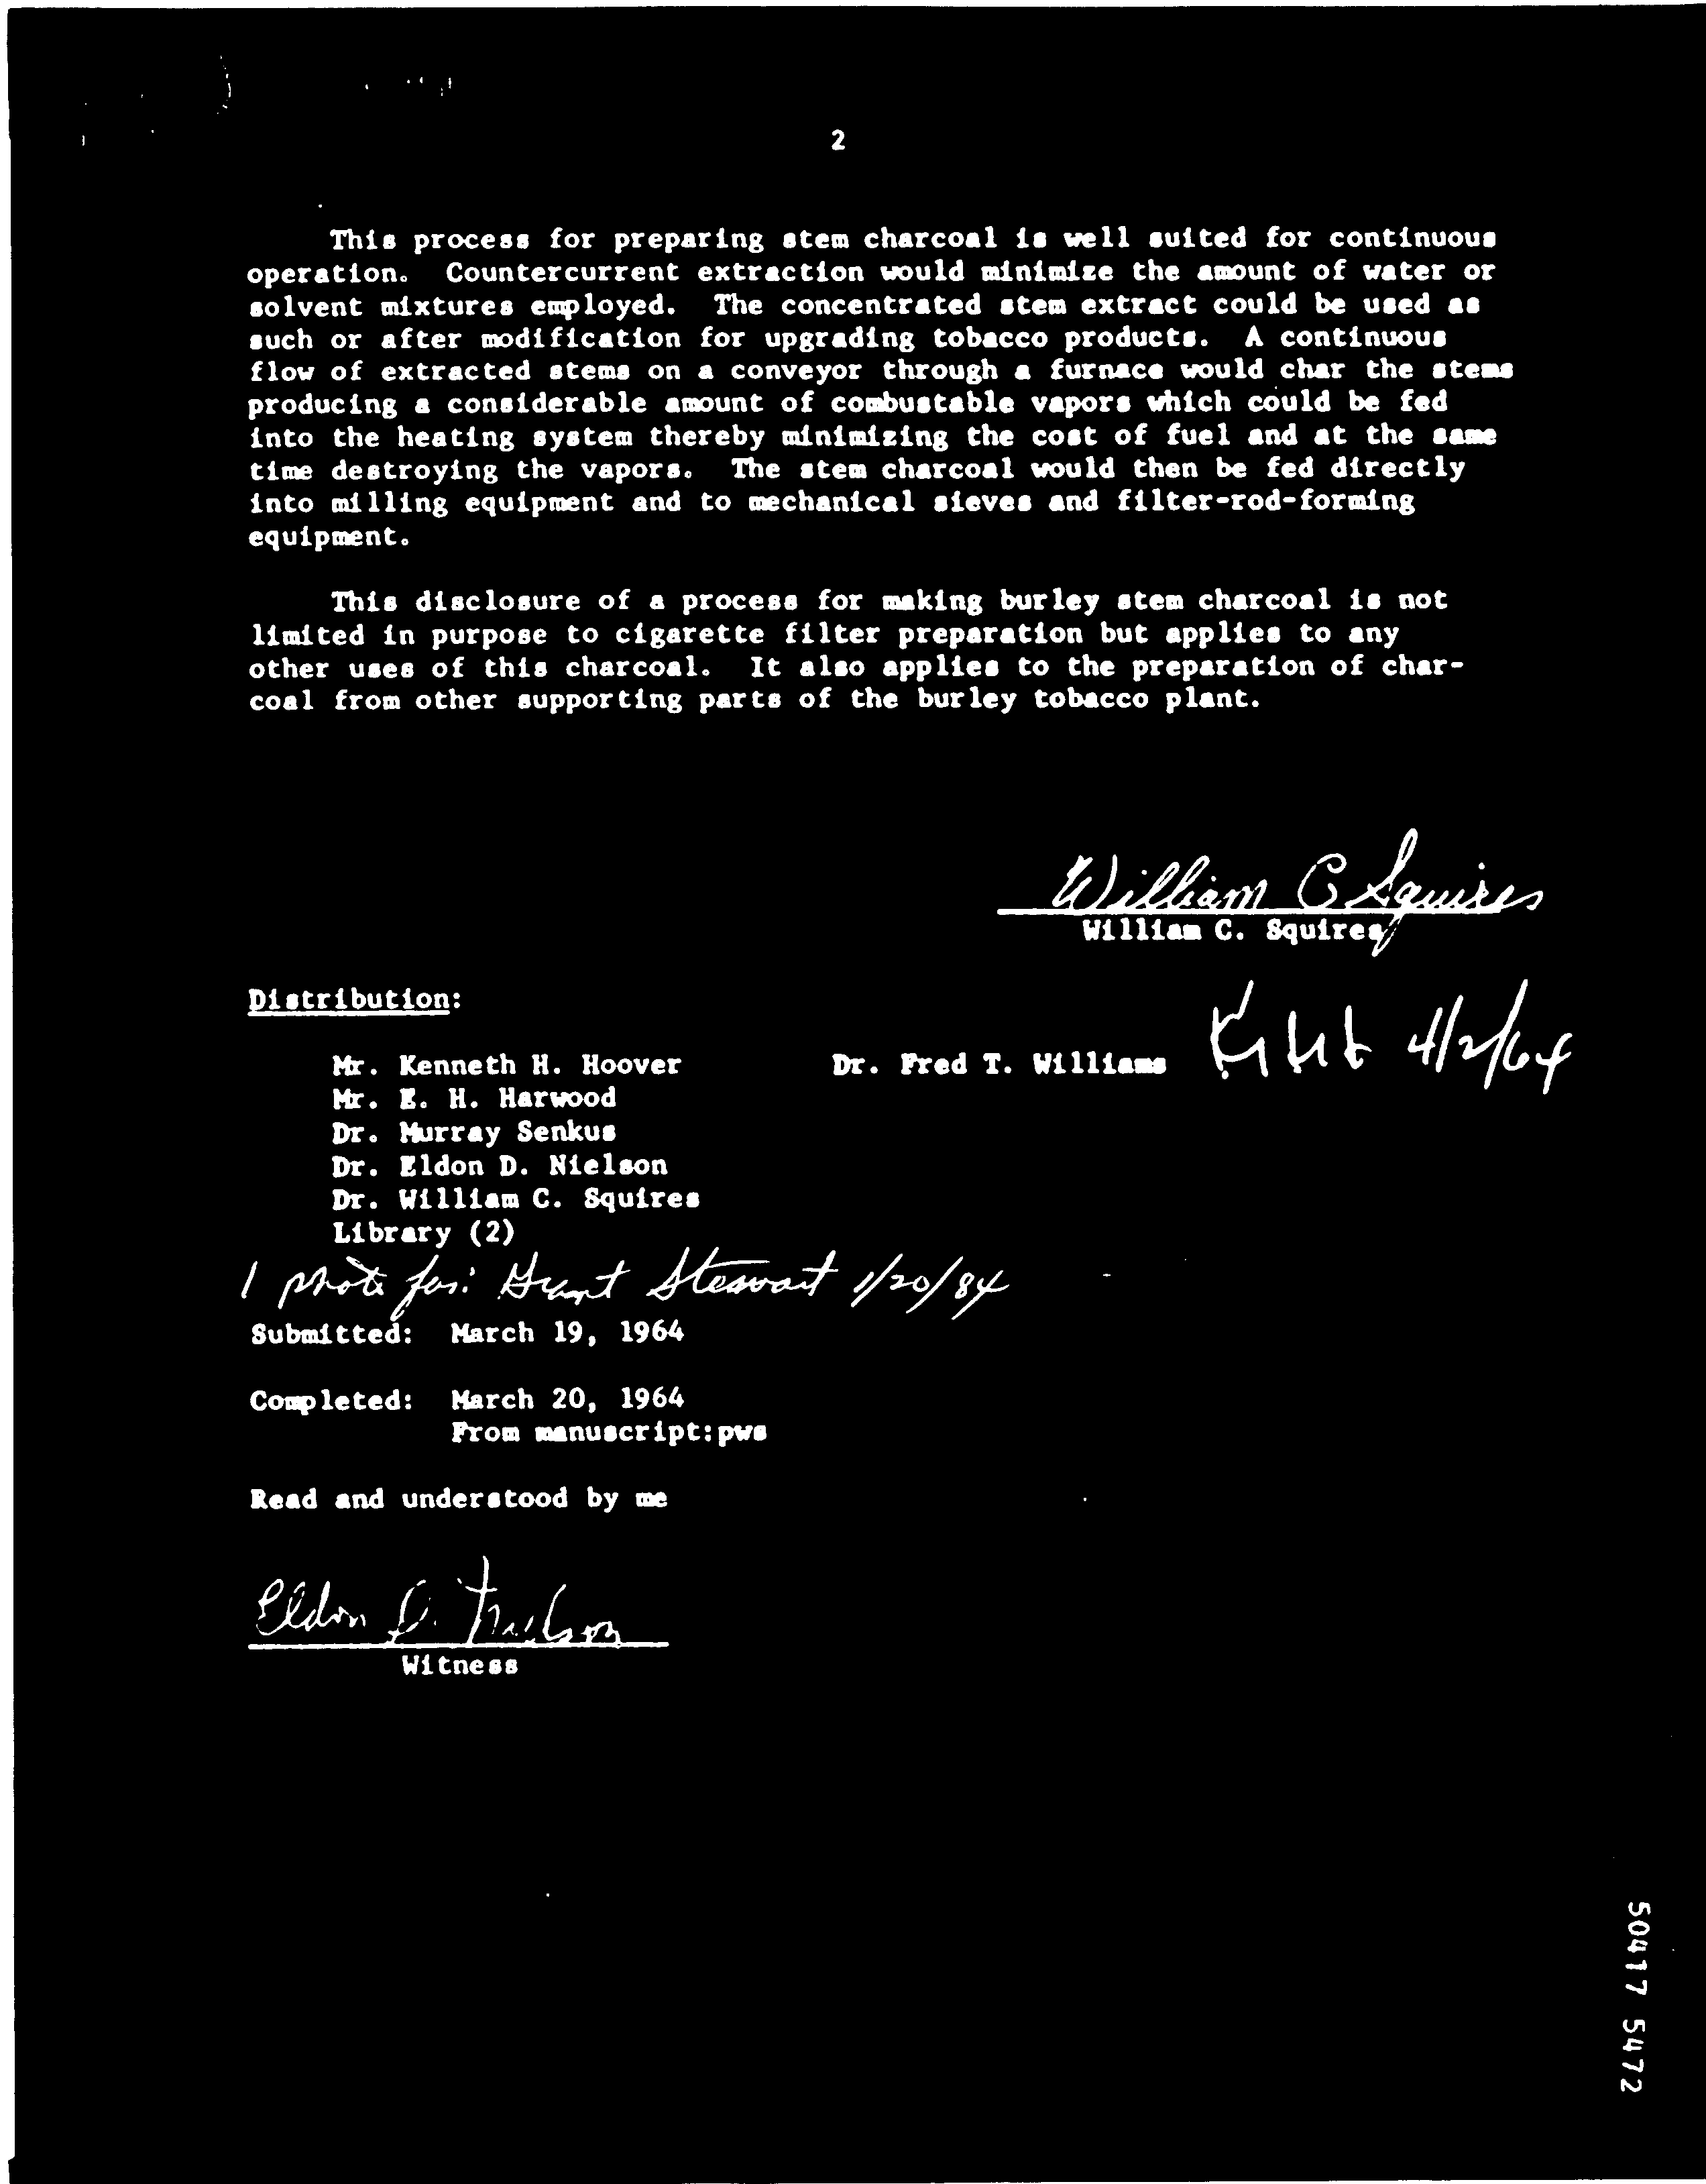 2
This process for preparing stem charcoal is well suited for continuous
operation. Countercurrent extraction would minimize the amount of water or
solvent mixtures employed. The concentrated stem extract could be used as
such or after modification for upgrading tobacco products. A continuous
flow of extracted stems on a conveyor through a furnace would char the stems
producing a considerable amount of combustable vapors which could be fed
into the heating system thereby minimizing the cost of fuel and at the same
time destroying the vapors. The stem charcoal would then be fed directly
into milling equipment and to mechanical sieves and filter-rod-forming
equipment.
This disclosure of a process for making burley stem charcoal is not
limited in purpose to cigarette filter preparation but applies to any
other uses of this charcoal. It also applies to the preparation of char-
coal from other supporting parts of the burley tobacco plant.
William C Squires
William C. Squires
Distribution:
4/2/64
Mr. Kenneth H. Hoover Dr. Fred T. Williams
Mr. E. H. Harwood
Dr. Murray Senkus
Dr. Eldon D. Nielson
Dr. William C. Squires
Library (2)
1 photo for: Grant Stewart 1/20/84
Submitted: March 19, 1964
Completed: March 20, 1964
From manuscript:pws
Read and understood by me
Eldon D. Nielson
Witness
50417 5472